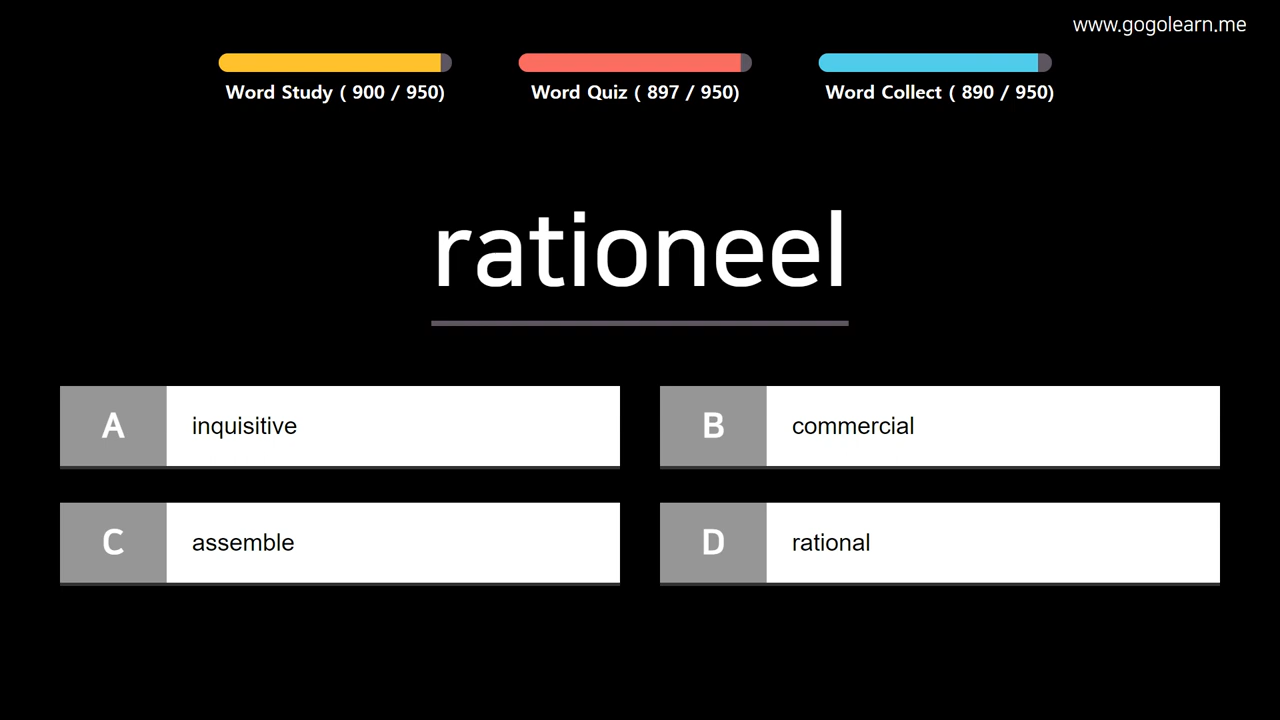 www.gogolearn.me
Word Study ( 900 / 950)
Word Quiz ( 897 / 950)
Word Collect ( 890 / 950)
rationeel
A inquisitive
B commercial
C assemble
D rational